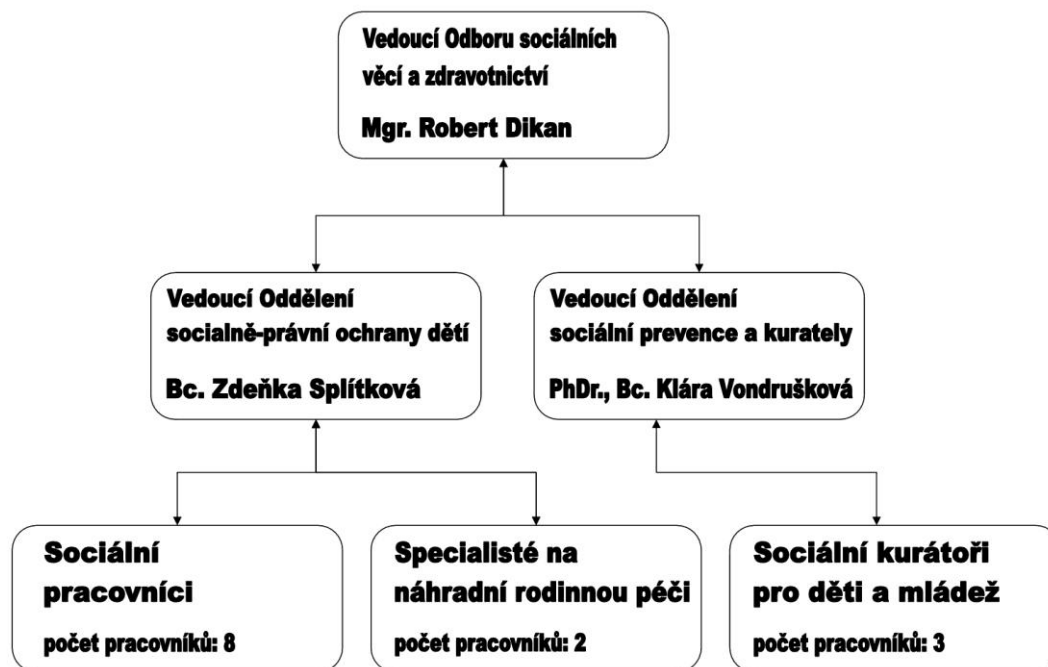 Vedoucí Odboru sociálních
věcí a zdravotnictví
Mgr. Robert Dikan
Vedoucí Oddělení
socialně-právní ochrany dětí
Bc. Zdeňka Splítková
Vedoucí Oddělení
sociální prevence a kurately
PhDr., Bc. Klára Vondrušková
Sociální
pracovníci
počet pracovníků: 8
Specialisté na
náhradní rodinnou péči
počet pracovníků: 2
Sociální kurátoři
pro děti a mládež
počet pracovníků: 3